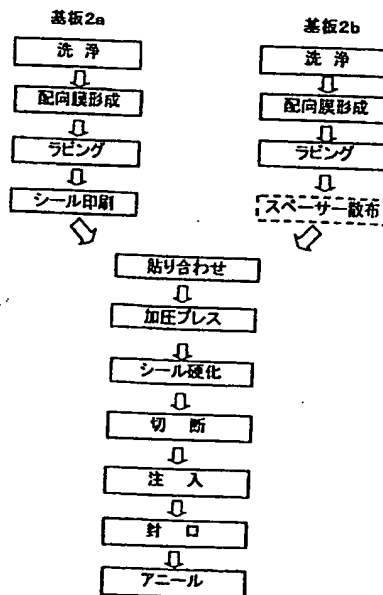 基板2a
洗浄
配向膜形成
ラビング
シール印刷
基板2b
洗浄
配向膜形成
ラビング
スペーサー散布
貼り合わせ
加圧プレス
シール硬化
切断
注入
封口
アニール